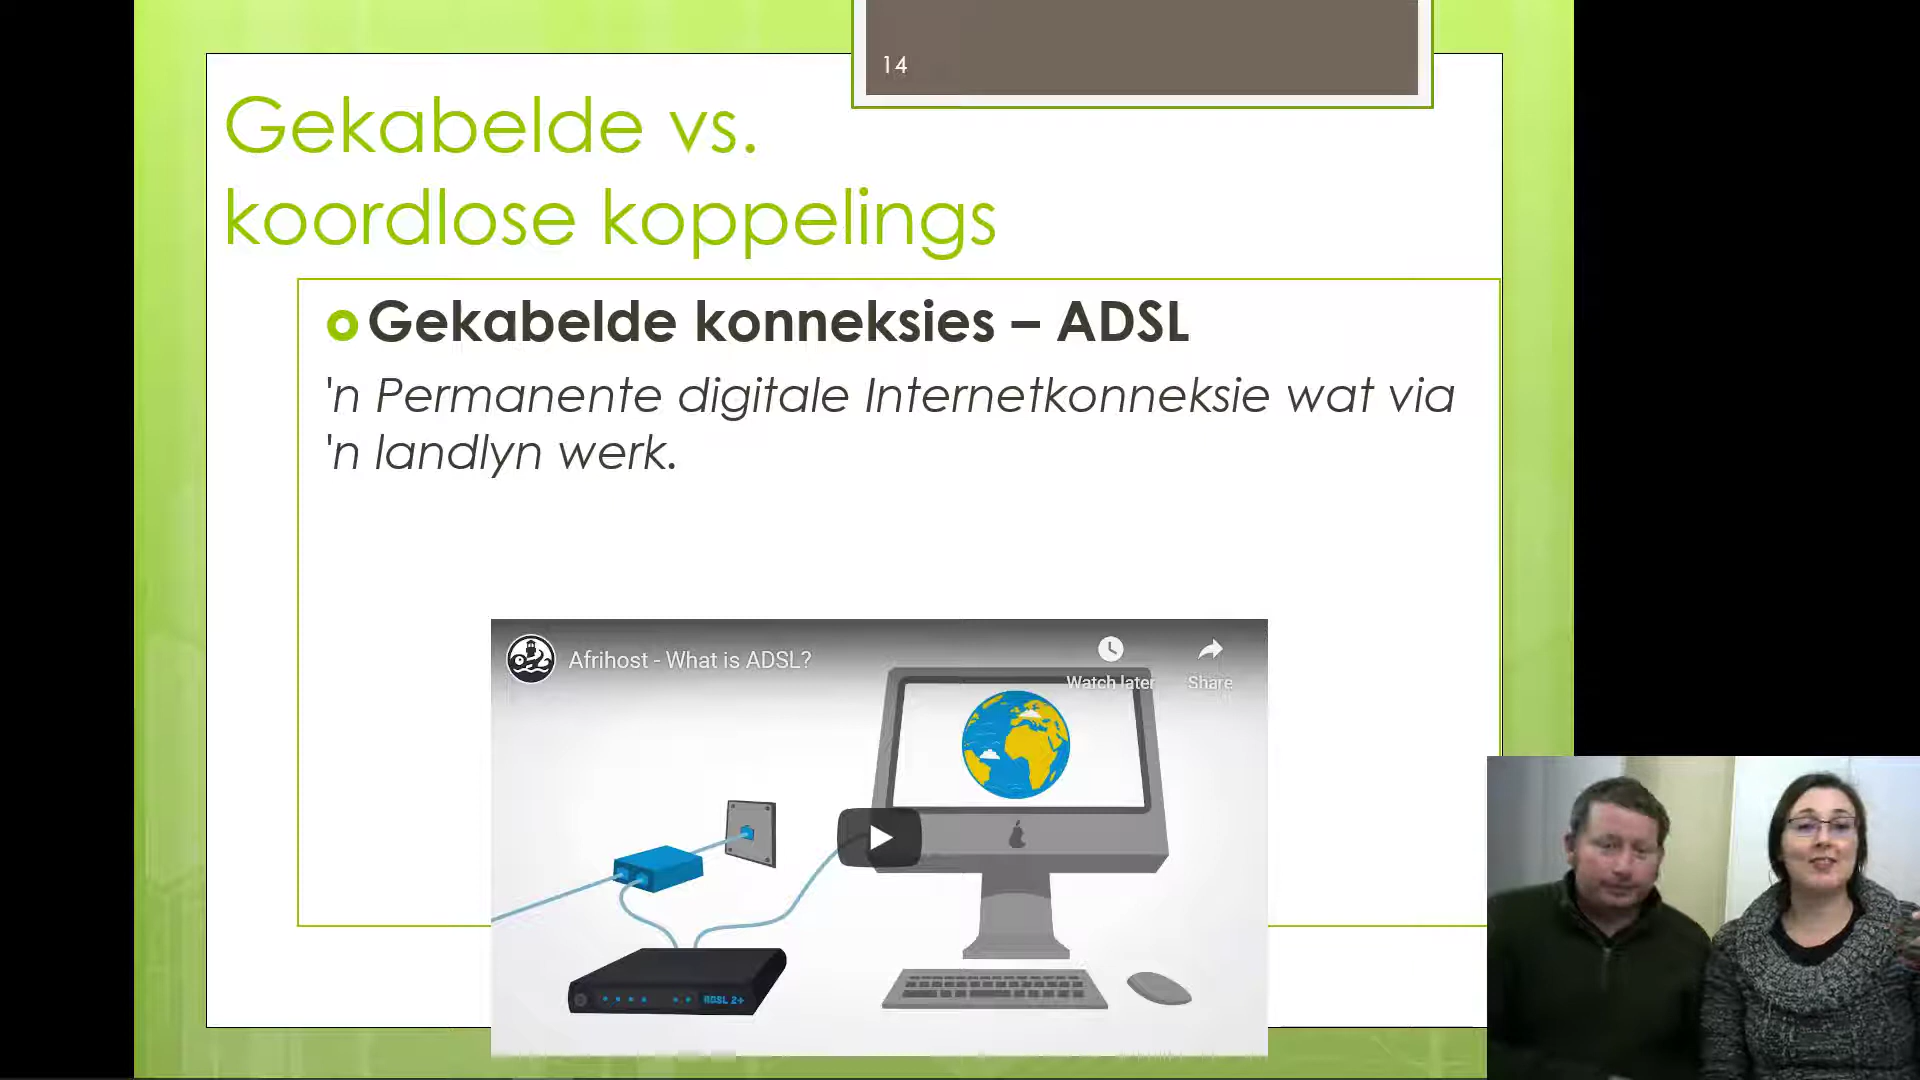 14
Gekabelde vs.
koordlose koppelings
Gekabelde konneksies – ADSL
'n Permanente digitale Internetkonneksie wat via
'n landlyn werk.
Afrihost - What is ADSL?
Watch later
Share
ADSL 2+